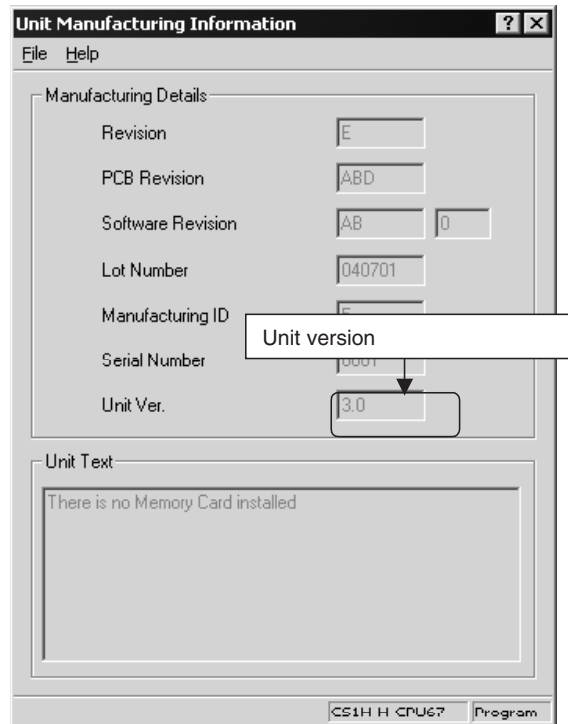 Unit Manufacturing Information
File Help
Manufacturing Details
Revision E
PCB Revision ABD
Software Revision AB 0
Lot Number 040701
Manufacturing ID
Unit version
Serial Number
Unit Ver. 3.0
Unit Text
There is no Memory Card installed
CS1H-H CPU67 Program